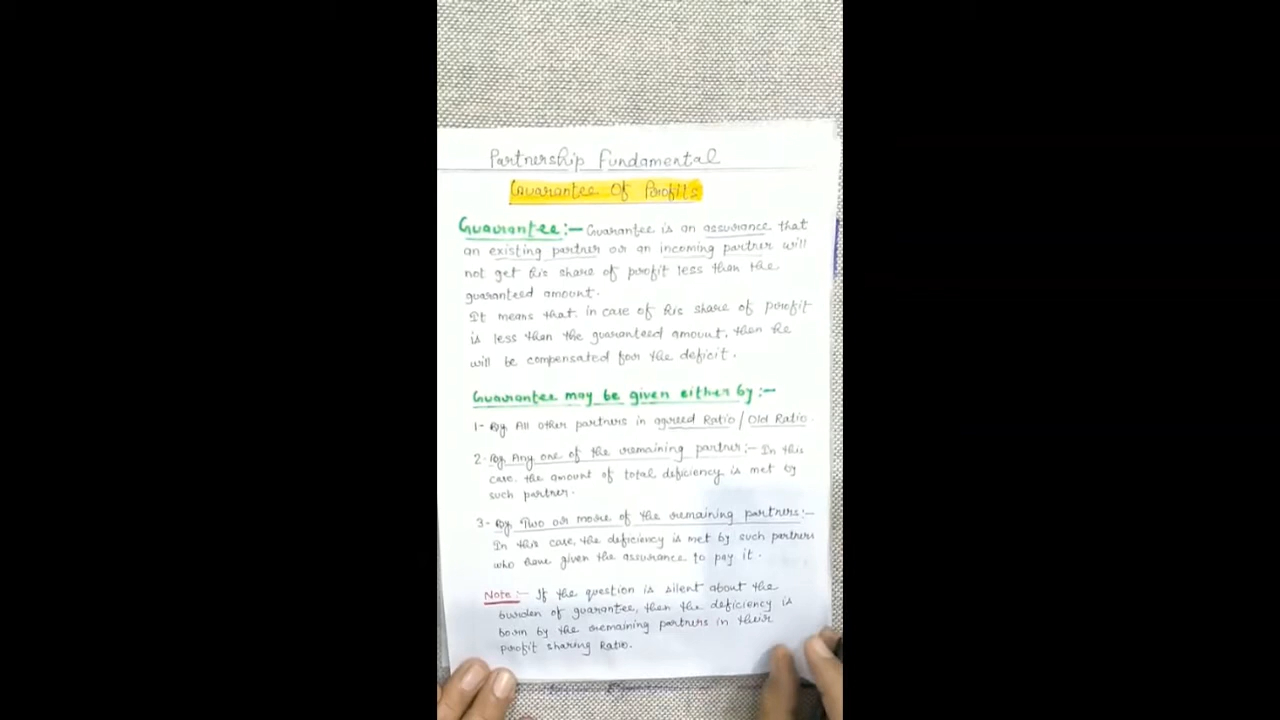 Partnership Fundamental
Guarantee Of Profits
Guarantee:- Guarantee is an assurance that
an existing partner or an incoming partner will
not get his share of profit less than the
guaranteed amount.
It means that, in case of his share of profit
is less than the guaranteed amount, then he
will be compensated for the deficit.
Guarantee may be given either by:-
1- By All other partners in agreed Ratio / Old Ratio.
2- By Any one of the remaining partner:- In this
case, the amount of total deficiency is met by
such partner.
3- By Two or more of the remaining partners:-
In this case, the deficiency is met by such partners
who have given the assurance to pay it.
Note:- If the question is silent about the
burden of guarantee, then the deficiency is
born by the remaining partners in their
profit sharing Ratio.